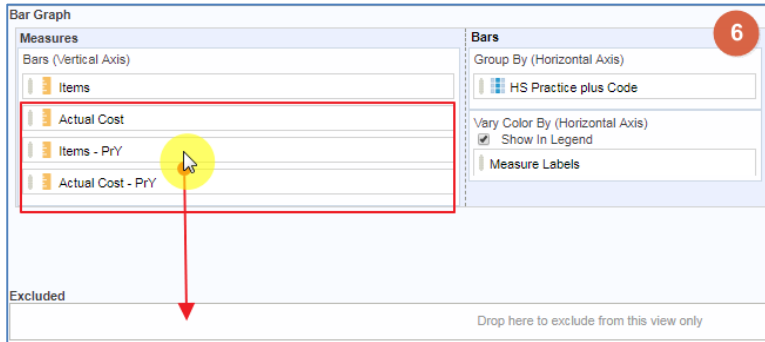 Bar Graph
Measures
Bars (Vertical Axis)
Items
Actual Cost
Items - PrY
Actual Cost - PrY
Bars
6
Group By (Horizontal Axis)
HS Practice plus Code
Vary Color By (Horizontal Axis)
Show In Legend
Measure Labels
Excluded
Drop here to exclude from this view only